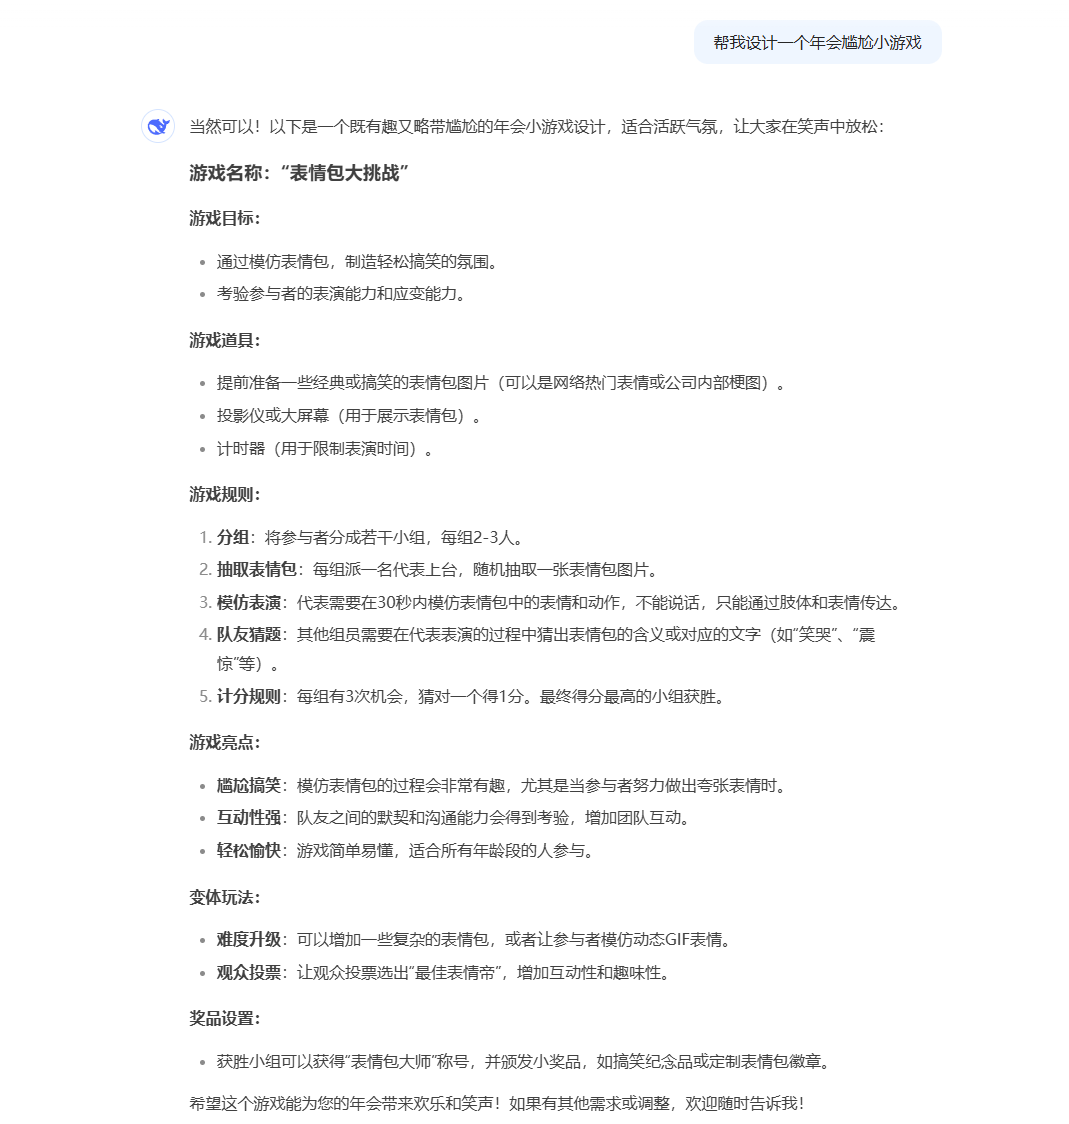 帮我设计一个年会尴尬小游戏
当然可以！以下是一个既有趣又略带尴尬的年会小游戏设计，适合活跃气氛，让大家在笑声中放松：
游戏名称：“表情包大挑战”
游戏目标：
• 通过模仿表情包，制造轻松搞笑的氛围。
• 考验参与者的表演能力和应变能力。
游戏道具：
• 提前准备一些经典或搞笑的表情包图片（可以是网络热门表情或公司内部梗图）。
• 投影仪或大屏幕（用于展示表情包）。
• 计时器（用于限制表演时间）。
游戏规则：
1. 分组：将参与者分成若干小组，每组2-3人。
2. 抽取表情包：每组派一名代表上台，随机抽取一张表情包图片。
3. 模仿表演：代表需要在30秒内模仿表情包中的表情和动作，不能说话，只能通过肢体和表情传达。
4. 队友猜题：其他组员需要在代表表演的过程中猜出表情包的含义或对应的文字（如“笑哭”、“震
惊”等）。
5. 计分规则：每组有3次机会，猜对一个得1分。最终得分最高的小组获胜。
游戏亮点：
• 尴尬搞笑：模仿表情包的过程会非常有趣，尤其是当参与者努力做出夸张表情时。
• 互动性强：队友之间的默契和沟通能力会得到考验，增加团队互动。
• 轻松愉快：游戏简单易懂，适合所有年龄段的人参与。
变体玩法：
• 难度升级：可以增加一些复杂的表情包，或者让参与者模仿动态GIF表情。
• 观众投票：让观众投票选出“最佳表情帝”，增加互动性和趣味性。
奖品设置：
• 获胜小组可以获得“表情包大师”称号，并颁发小奖品，如搞笑纪念品或定制表情包徽章。
希望这个游戏能为您的年会带来欢乐和笑声！如果有其他需求或调整，欢迎随时告诉我！